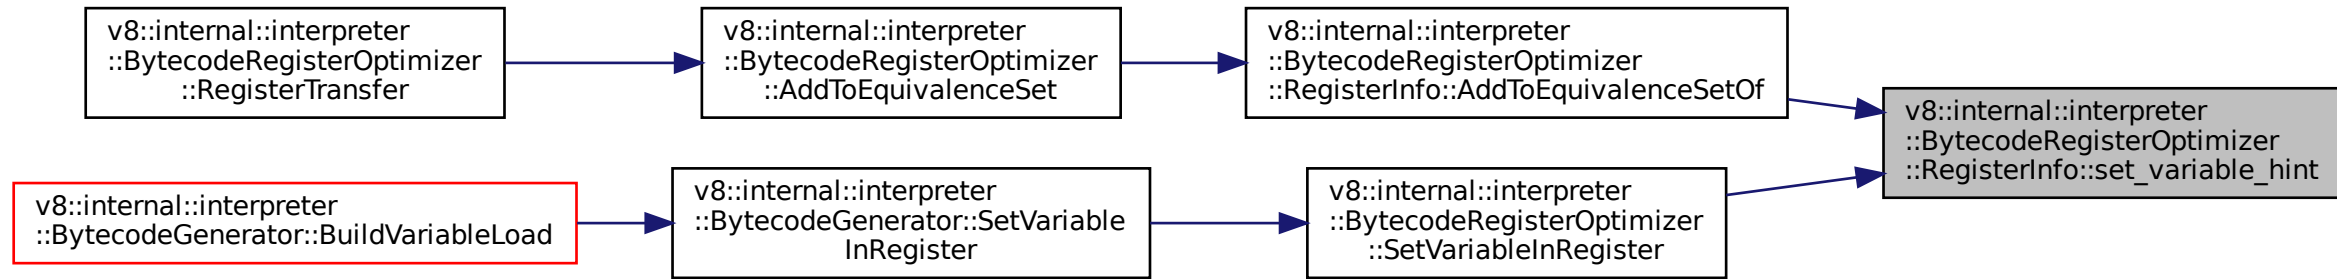 v8::internal::interpreter
::BytecodeRegisterOptimizer
::RegisterTransfer
v8::internal::interpreter
::BytecodeRegisterOptimizer
::AddToEquivalenceSet
v8::internal::interpreter
::BytecodeRegisterOptimizer
::RegisterInfo::AddToEquivalenceSetOf
v8::internal::interpreter
::BytecodeRegisterOptimizer
::RegisterInfo::set_variable_hint
v8::internal::interpreter
::BytecodeGenerator::BuildVariableLoad
v8::internal::interpreter
::BytecodeGenerator::SetVariable
InRegister
v8::internal::interpreter
::BytecodeRegisterOptimizer
::SetVariableInRegister